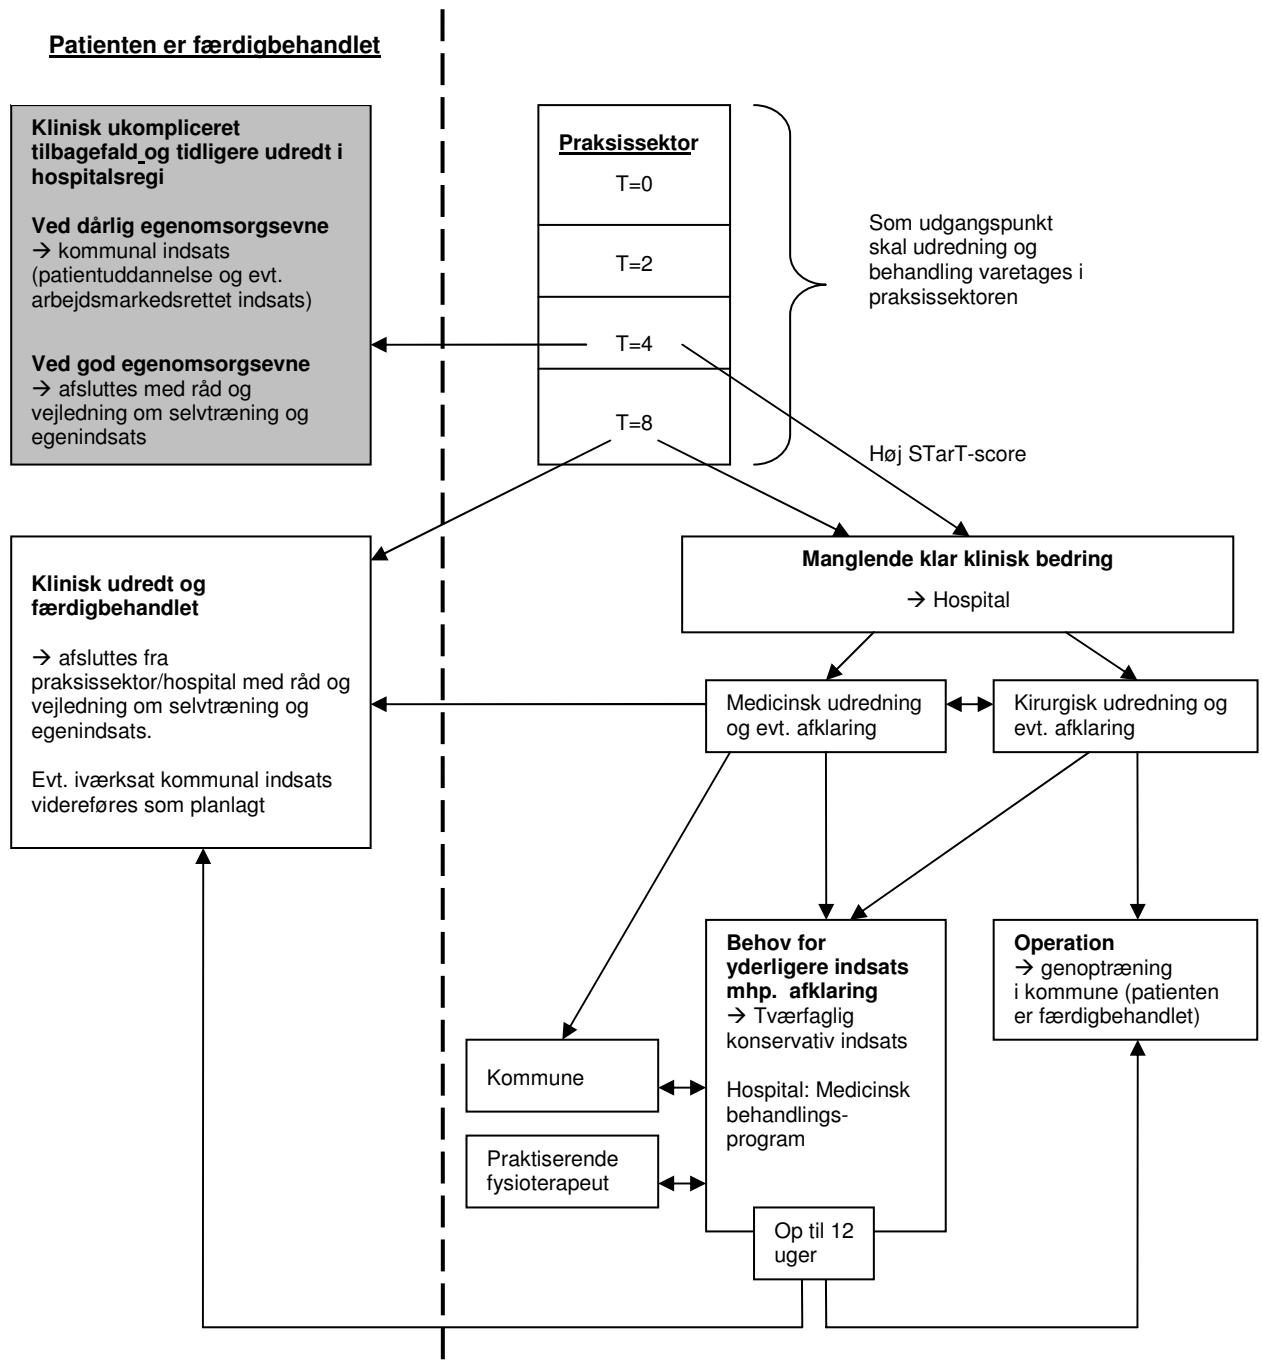 Patienten er færdigbehandlet
Klinisk ukompliceret
tilbagefald og tidligere udredt i
hospitalsregi
Ved dårlig egenomsorgsevne
→ kommunal indsats
(patientuddannelse og evt.
arbejdsmarkedsrettet indsats)
Ved god egenomsorgsevne
→ afsluttes med råd og
vejledning om selvtræning og
egenindsats
Praksissektor
T=0
T=2
T=4
T=8
Som udgangspunkt
skal udredning og
behandling varetages i
praksissektoren
Høj STarT-score
Klinisk udredt og
færdigbehandlet
→ afsluttes fra
praksissektor/hospital med råd og
vejledning om selvtræning og
egenindsats.
Evt. iværksat kommunal indsats
videreføres som planlagt
Manglende klar klinisk bedring
→ Hospital
Medicinsk udredning
og evt. afklaring
Kirurgisk udredning og
evt. afklaring
Behov for
yderligere indsats
mhp. afklaring
→ Tværfaglig
konservativ indsats
Hospital: Medicinsk
behandlings-
program
Operation
→ genoptræning
i kommune (patienten
er færdigbehandlet)
Kommune
Praktiserende
fysioterapeut
Op til 12
uger